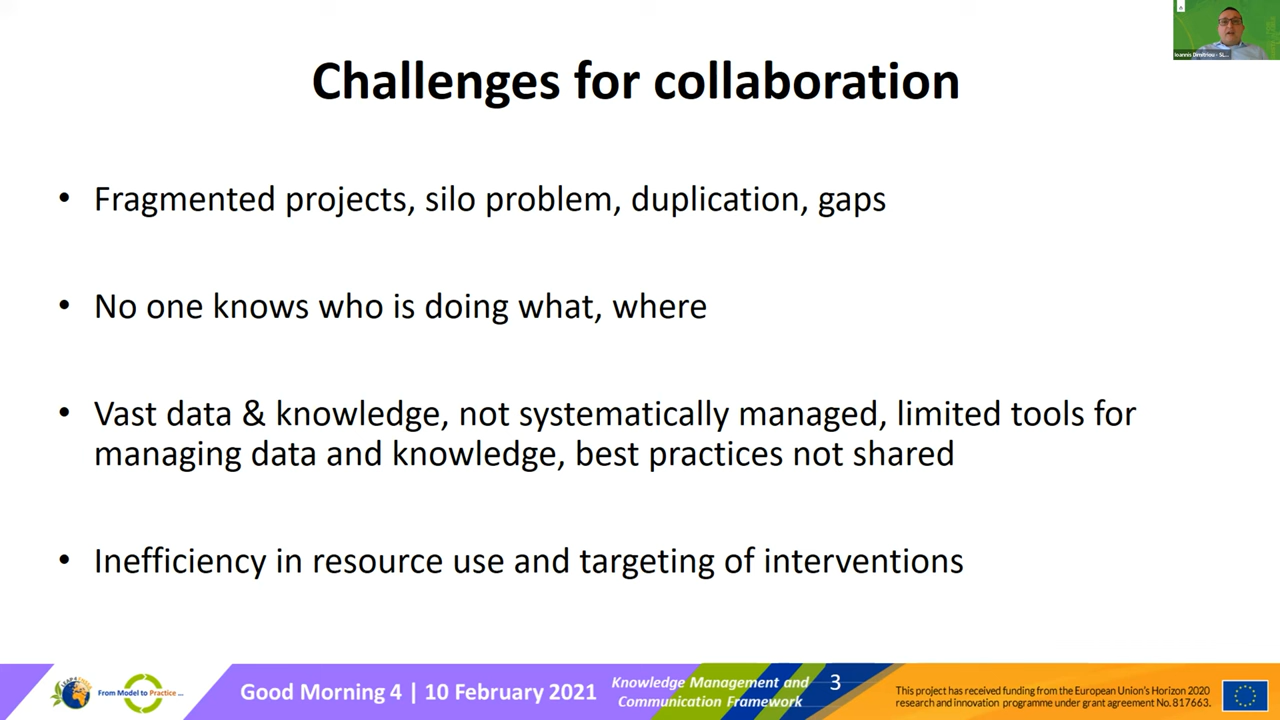 Ioannis Dimitriou - SL...
Challenges for collaboration
• Fragmented projects, silo problem, duplication, gaps
• No one knows who is doing what, where
• Vast data & knowledge, not systematically managed, limited tools for
managing data and knowledge, best practices not shared
• Inefficiency in resource use and targeting of interventions
From Model to Practice ...
Good Morning 4 | 10 February 2021
Knowledge Management and
Communication Framework
3
This project has received funding from the European Union's Horizon 2020
research and innovation programme under grant agreement No. 817663.